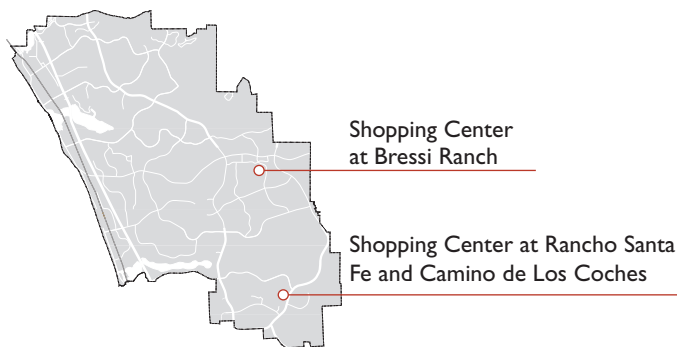 Shopping Center
at Bressi Ranch
Shopping Center at Rancho Santa
Fe and Camino de Los Coches